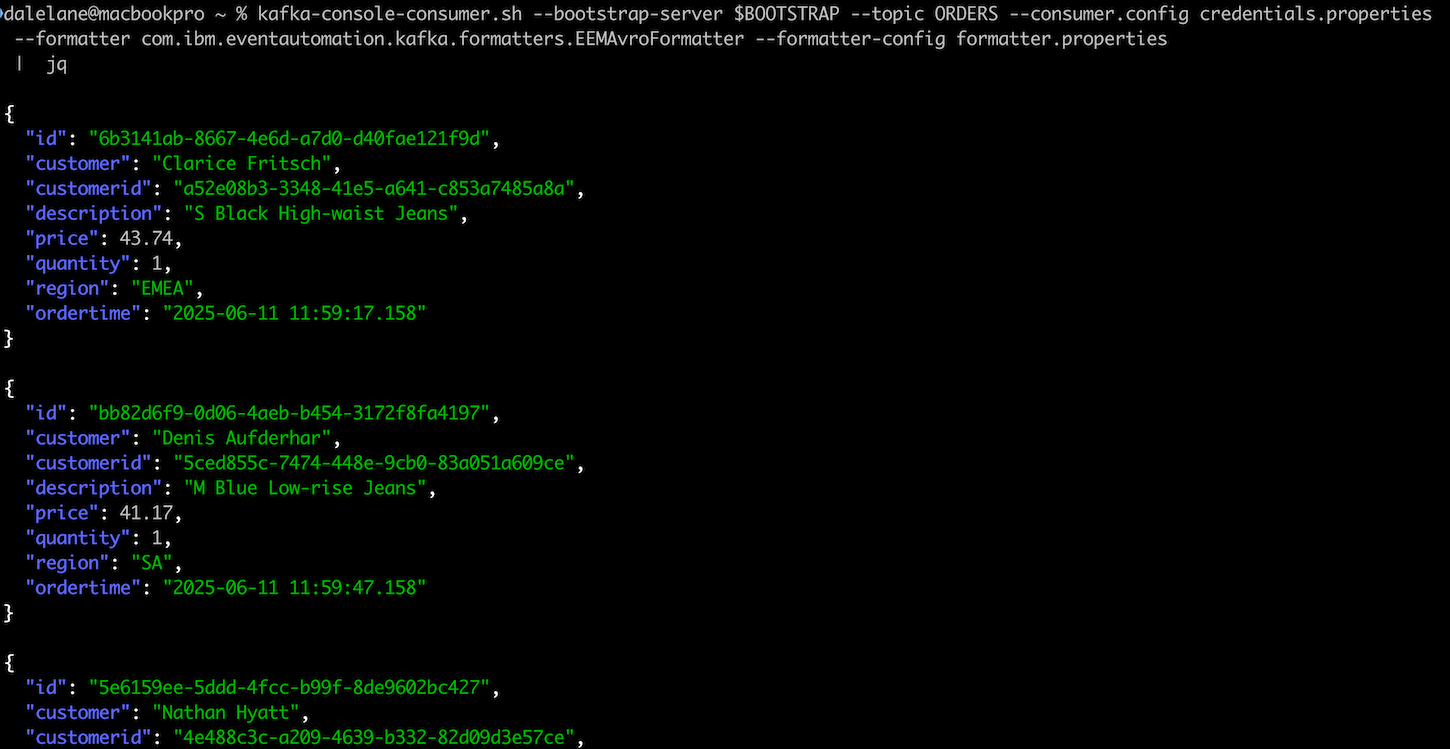 dalelane@macbookpro ~ % kafka-console-consumer.sh --bootstrap-server $BOOTSTRAP --topic ORDERS --consumer.config credentials.properties
--formatter com.ibm.eventautomation.kafka.formatters.EEMAvroFormatter --formatter-config formatter.properties
| jq
{
"id": "6b3141ab-8667-4e6d-a7d0-d40fae121f9d",
"customer": "Clarice Fritsch",
"customerid": "a52e08b3-3348-41e5-a641-c853a7485a8a",
"description": "S Black High-waist Jeans",
"price": 43.74,
"quantity": 1,
"region": "EMEA",
"ordertime": "2025-06-11 11:59:17.158"
}
{
"id": "bb82d6f9-0d06-4aeb-b454-3172f8fa4197",
"customer": "Denis Aufderhar",
"customerid": "5ced855c-7474-448e-9cb0-83a051a609ce",
"description": "M Blue Low-rise Jeans",
"price": 41.17,
"quantity": 1,
"region": "SA",
"ordertime": "2025-06-11 11:59:47.158"
}
{
"id": "5e6159ee-5ddd-4fcc-b99f-8de9602bc427",
"customer": "Nathan Hyatt",
"customerid": "4e488c3c-a209-4639-b332-82d09d3e57ce",